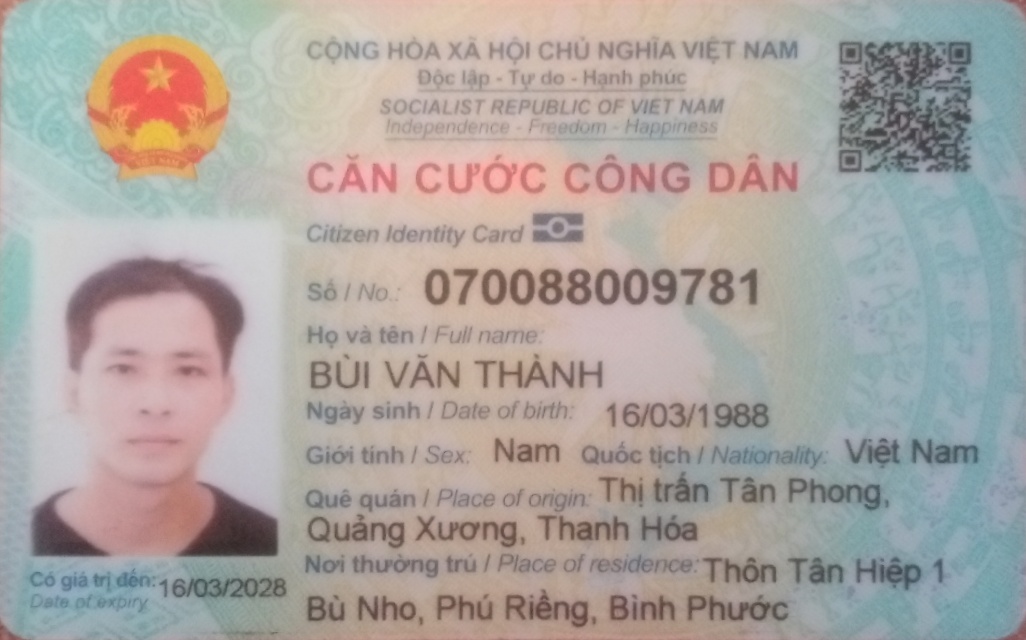 CỘNG HÒA XÃ HỘI CHỦ NGHĨA VIỆT NAM
Độc lập - Tự do - Hạnh phúc
SOCIALIST REPUBLIC OF VIET NAM
Independence - Freedom - Happiness
CĂN CƯỚC CÔNG DÂN
Citizen Identity Card
Số / No.: 070088009781
Họ và tên / Full name:
BÙI VĂN THÀNH
Ngày sinh / Date of birth: 16/03/1988
Giới tính / Sex: Nam Quốc tịch / Nationality: Việt Nam
Quê quán / Place of origin: Thị trấn Tân Phong,
Quảng Xương, Thanh Hóa
Nơi thường trú / Place of residence: Thôn Tân Hiệp 1
Bù Nho, Phú Riềng, Bình Phước
Có giá trị đến: 16/03/2028
Date of expiry
VIỆT NAM